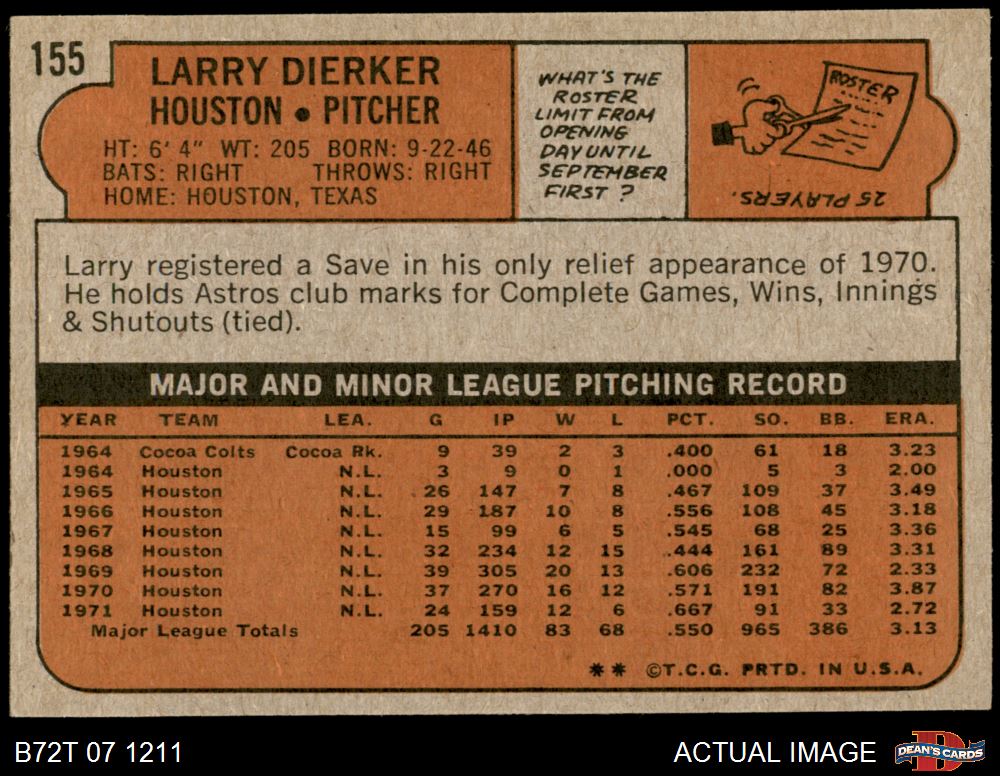 155
LARRY DIERKER
HOUSTON • PITCHER
HT: 6' 4" WT: 205 BORN: 9-22-46
BATS: RIGHT THROWS: RIGHT
HOME: HOUSTON, TEXAS
WHAT'S THE
ROSTER
LIMIT FROM
OPENING
DAY UNTIL
SEPTEMBER
FIRST ?
ROSTER
25 PLAYERS.
Larry registered a Save in his only relief appearance of 1970.
He holds Astros club marks for Complete Games, Wins, Innings
& Shutouts (tied).
MAJOR AND MINOR LEAGUE PITCHING RECORD
YEAR TEAM LEA. G IP W L PCT. SO. BB. ERA.
1964 Cocoa Colts Cocoa Rk. 9 39 2 3 .400 61 18 3.23
1964 Houston N.L. 3 9 0 1 .000 5 3 2.00
1965 Houston N.L. 26 147 7 8 .467 109 37 3.49
1966 Houston N.L. 29 187 10 8 .556 108 45 3.18
1967 Houston N.L. 15 99 6 5 .545 68 25 3.36
1968 Houston N.L. 32 234 12 15 .444 161 89 3.31
1969 Houston N.L. 39 305 20 13 .606 232 72 2.33
1970 Houston N.L. 37 270 16 12 .571 191 82 3.87
1971 Houston N.L. 24 159 12 6 .667 91 33 2.72
Major League Totals 205 1410 83 68 .550 965 386 3.13
** ©T.C.G. PRTD. IN U.S.A.
B72T 07 1211 ACTUAL IMAGE DEAN'S CARDS